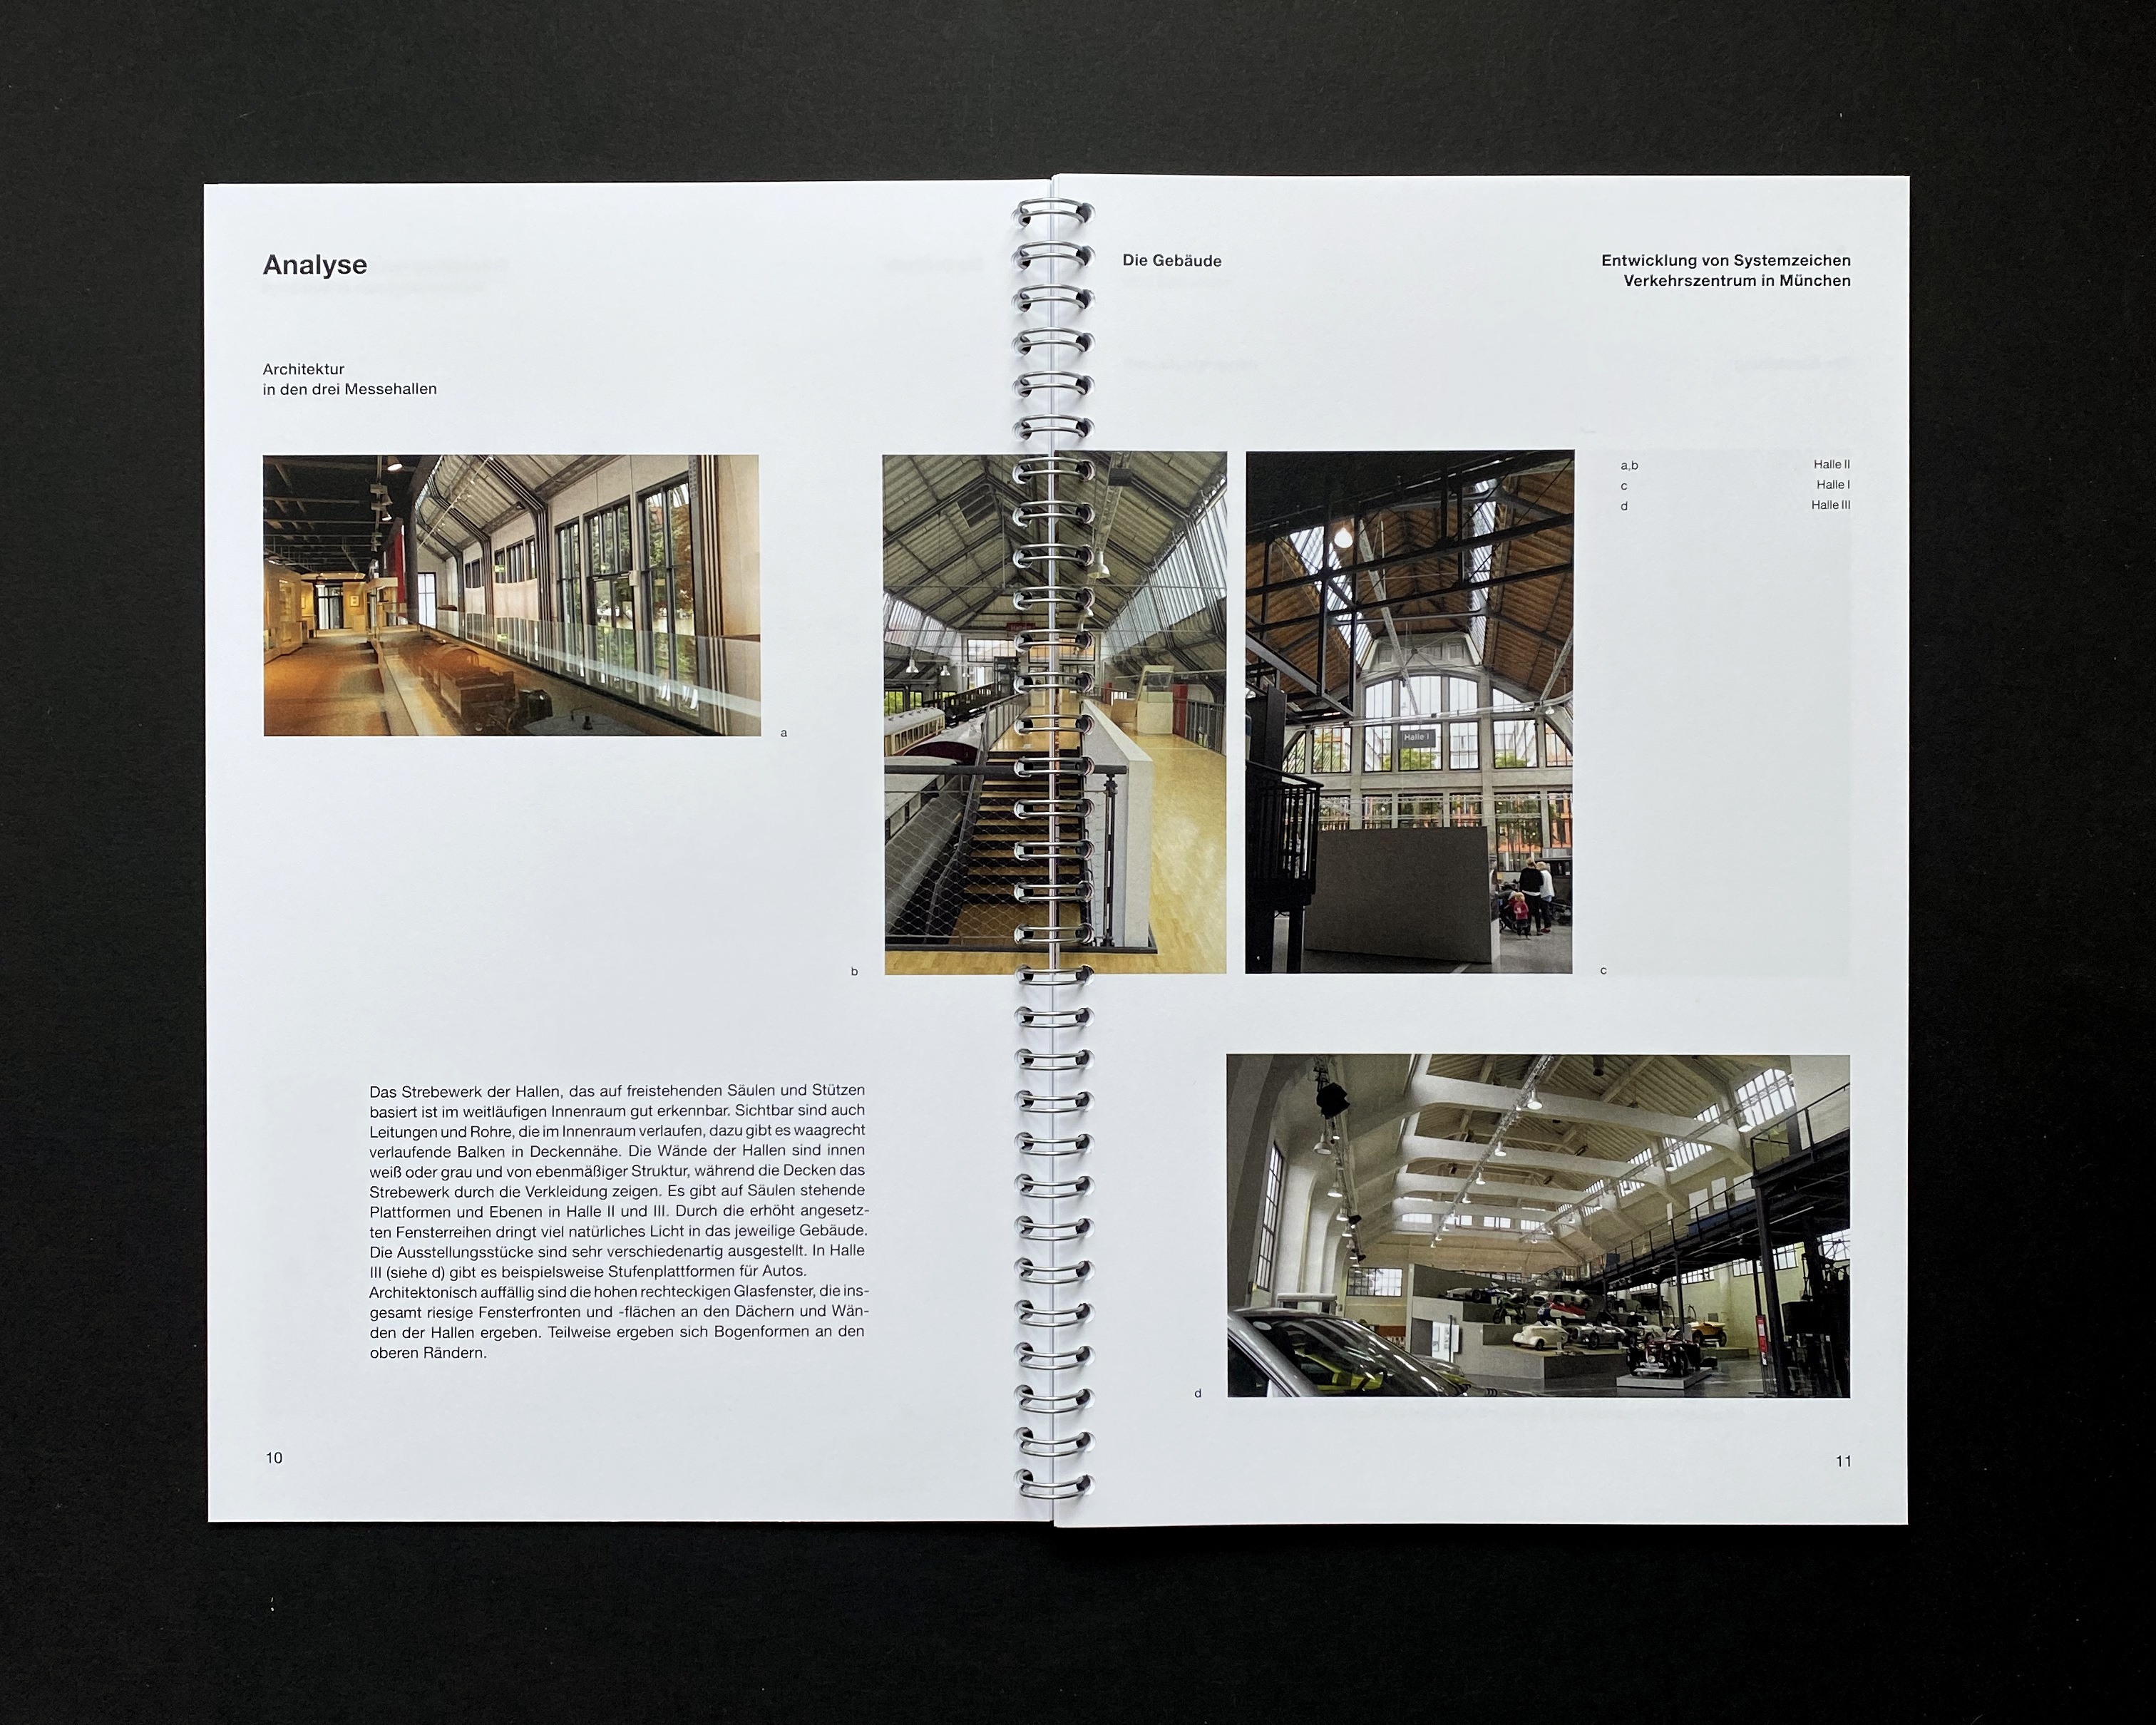 Analyse
Architektur
in den drei Messehallen
a
b
Das Strebewerk der Hallen, das auf freistehenden Säulen und Stützen
basiert ist im weitläufigen Innenraum gut erkennbar. Sichtbar sind auch
Leitungen und Rohre, die im Innenraum verlaufen, dazu gibt es waagrecht
verlaufende Balken in Deckennähe. Die Wände der Hallen sind innen
weiß oder grau und von ebenmäßiger Struktur, während die Decken das
Strebewerk durch die Verkleidung zeigen. Es gibt auf Säulen stehende
Plattformen und Ebenen in Halle II und III. Durch die erhöht angesetz-
ten Fensterreihen dringt viel natürliches Licht in das jeweilige Gebäude.
Die Ausstellungsstücke sind sehr verschiedenartig ausgestellt. In Halle
III (siehe d) gibt es beispielsweise Stufenplattformen für Autos.
Architektonisch auffällig sind die hohen rechteckigen Glasfenster, die ins-
gesamt riesige Fensterfronten und -flächen an den Dächern und Wän-
den der Hallen ergeben. Teilweise ergeben sich Bogenformen an den
oberen Rändern.
10
Die Gebäude
Entwicklung von Systemzeichen
Verkehrszentrum in München
a,b Halle II
c Halle I
d Halle III
Halle I
c
d
11